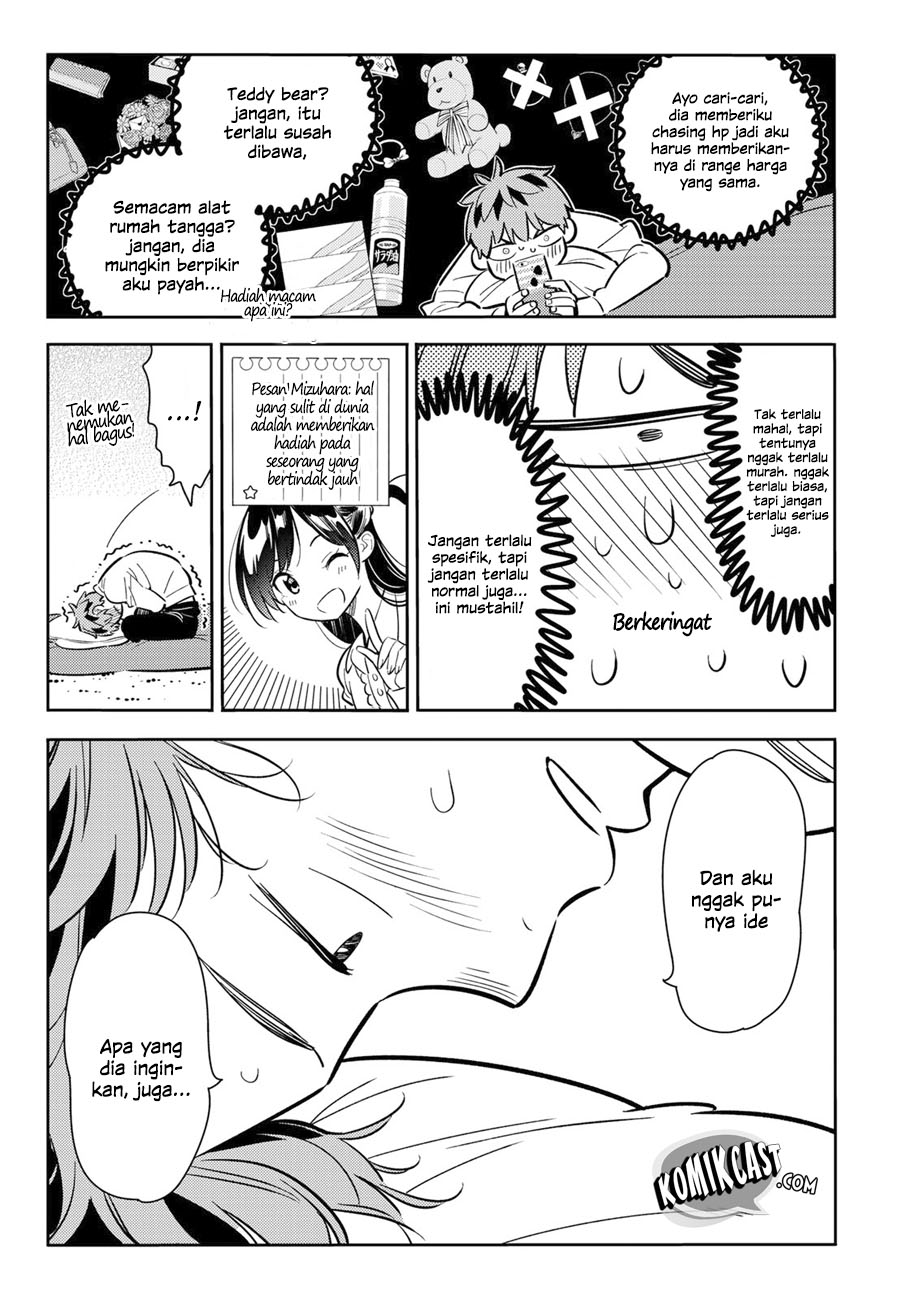 Ayo cari-cari,
dia memberiku
chasing hp jadi aku
harus memberikan-
nya di range harga
yang sama.
Teddy bear?
jangan, itu
terlalu susah
dibawa,
Semacam alat
rumah tangga?
jangan, dia
mungkin berpikir
aku payah...
Hadiah macam
apa ini?
サラダ油
Tak terlalu
mahal, tapi
tentunya
nggak terlalu
murah. nggak
terlalu biasa,
tapi jangan
terlalu serius
juga.
Jangan terlalu
spesifik, tapi
jangan terlalu
normal juga...
ini mustahil!
Berkeringat
Pesan Mizuhara: hal
yang sulit di dunia
adalah memberikan
hadiah pada
seseorang yang
bertindak jauh
...!
Tak me-
nemukan
hal bagus!
Dan aku
nggak pu-
nya ide
Apa yang
dia ingin-
kan, juga...
KOMIKCAST
.COM